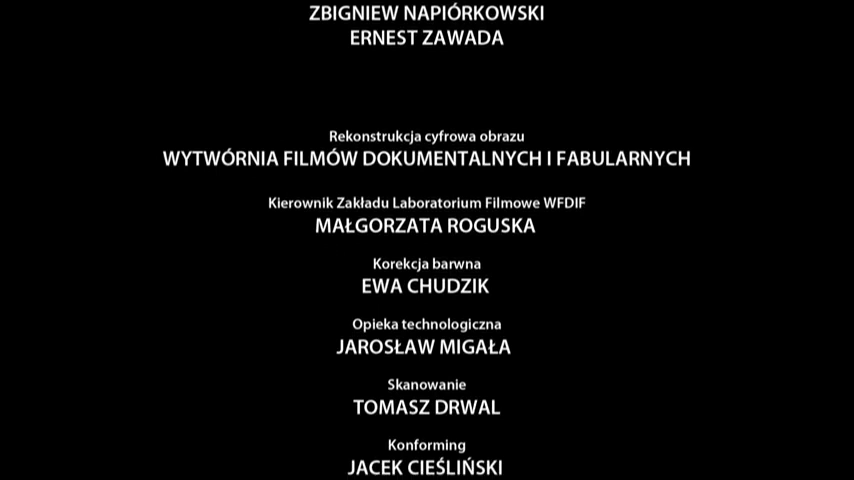 ZBIGNIEW NAPIÓRKOWSKI
ERNEST ZAWADA
Rekonstrukcja cyfrowa obrazu
WYTWÓRNIA FILMÓW DOKUMENTALNYCH I FABULARNYCH
Kierownik Zakładu Laboratorium Filmowe WFDIF
MAŁGORZATA ROGUSKA
Korekcja barwna
EWA CHUDZIK
Opieka technologiczna
JAROSŁAW MIGAŁA
Skanowanie
TOMASZ DRWAL
Konforming
JACEK CIEŚLIŃSKI